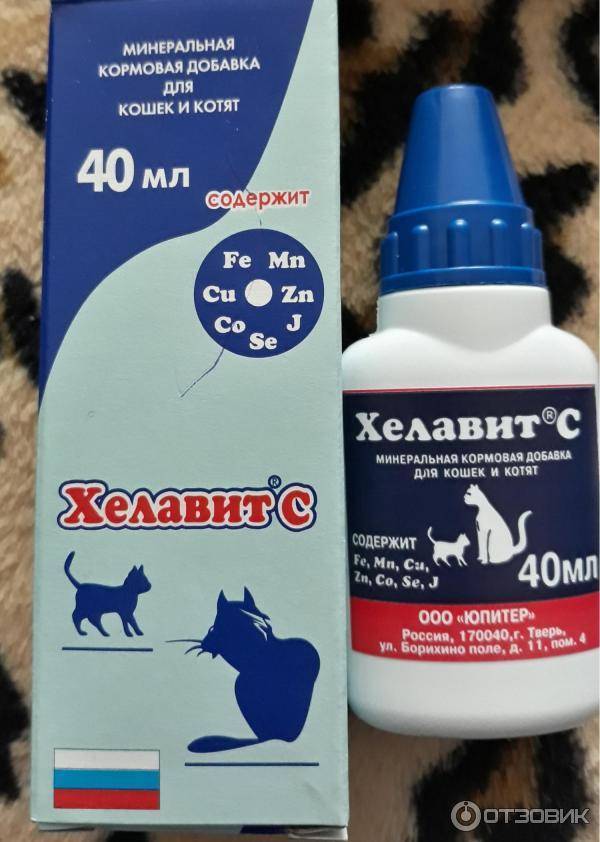 МИНЕРАЛЬНАЯ
КОРМОВАЯ ДОБАВКА
ДЛЯ
КОШЕК И КОТЯТ
40 мл
содержит
Fe Mn
Cu Zn
Co J
Se
Хелавит® С
Хелавит® С
МИНЕРАЛЬНАЯ КОРМОВАЯ ДОБАВКА
ДЛЯ КОШЕК И КОТЯТ
СОДЕРЖИТ
Fe, Mn, Cu,
Zn, Co, Se, J
40мл
ООО «ЮПИТЕР»
Россия, 170040,г. Тверь,
ул. Борихино поле, д. 11, пом. 4
ОТЗОВИК